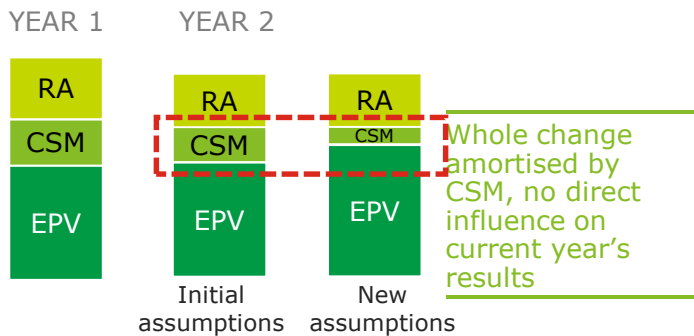 YEAR 1
YEAR 2
RA
CSM
EPV
RA
CSM
EPV
Initial
assumptions
RA
CSM
EPV
New
assumptions
Whole change
amortised by
CSM, no direct
influence on
current year’s
results